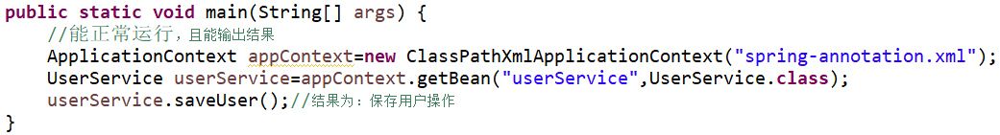 public static void main(String[] args) {
    //能正常运行，且能输出结果
    ApplicationContext appContext=new ClassPathXmlApplicationContext("spring-annotation.xml");
    UserService userService=appContext.getBean("userService",UserService.class);
    userService.saveUser();//结果为：保存用户操作
}